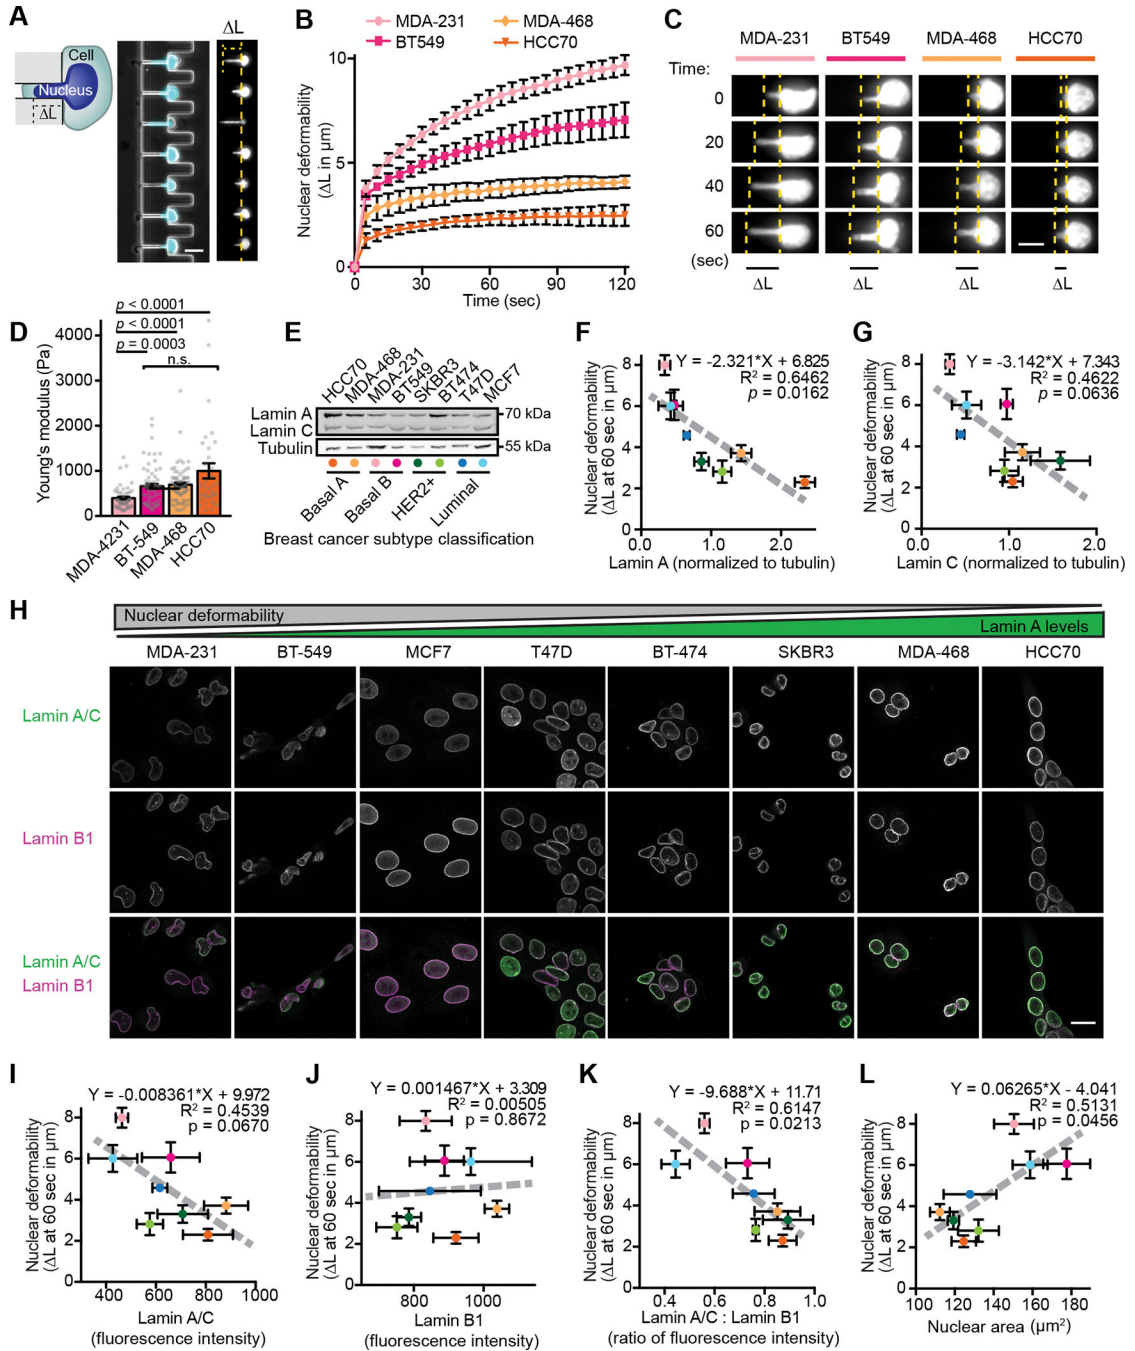 A
ΔL
Cell
Nucleus
ΔL
B
MDA-231
MDA-468
BT549
HCC70
Nuclear deformability
(ΔL in µm)
10
5
0
0
30
60
90
120
Time (sec)
C
MDA-231
BT549
MDA-468
HCC70
Time:
0
20
40
60
(sec)
ΔL
ΔL
ΔL
ΔL
D
p < 0.0001
p < 0.0001
p = 0.0003
n.s.
Young's modulus (Pa)
4000
3000
2000
1000
0
MDA-4231
BT-549
MDA-468
HCC70
E
HCC70
MDA-468
MDA-231
BT549
SKBR3
BT474
T47D
MCF7
Lamin A
Lamin C
Tubulin
70 kDa
55 kDa
Basal A
Basal B
HER2+
Luminal
Breast cancer subtype classification
F
Y = -2.321*X + 6.825
R² = 0.6462
p = 0.0162
Nuclear deformability
(ΔL at 60 sec in µm)
8
6
4
2
0
0
1.0
2.0
Lamin A (normalized to tubulin)
G
Y = -3.142*X + 7.343
R² = 0.4622
p = 0.0636
Nuclear deformability
(ΔL at 60 sec in µm)
8
6
4
2
0
0
1.0
2.0
Lamin C (normalized to tubulin)
H
Nuclear deformability
Lamin A levels
MDA-231
BT-549
MCF7
T47D
BT-474
SKBR3
MDA-468
HCC70
Lamin A/C
Lamin B1
Lamin A/C
Lamin B1
I
Y = -0.008361*X + 9.972
R² = 0.4539
p = 0.0670
Nuclear deformability
(ΔL at 60 sec in µm)
8
6
4
2
0
400
600
800
1000
Lamin A/C
(fluorescence intensity)
J
Y = 0.001467*X + 3.309
R² = 0.00505
p = 0.8672
Nuclear deformability
(ΔL at 60 sec in µm)
8
6
4
2
0
800
1000
Lamin B1
(fluorescence intensity)
K
Y = -9.688*X + 11.71
R² = 0.6147
p = 0.0213
Nuclear deformability
(ΔL at 60 sec in µm)
8
6
4
2
0
0.4
0.6
0.8
1.0
Lamin A/C : Lamin B1
(ratio of fluorescence intensity)
L
Y = 0.06265*X - 4.041
R² = 0.5131
p = 0.0456
Nuclear deformability
(ΔL at 60 sec in µm)
8
6
4
2
0
100
120
140
160
180
Nuclear area (µm²)